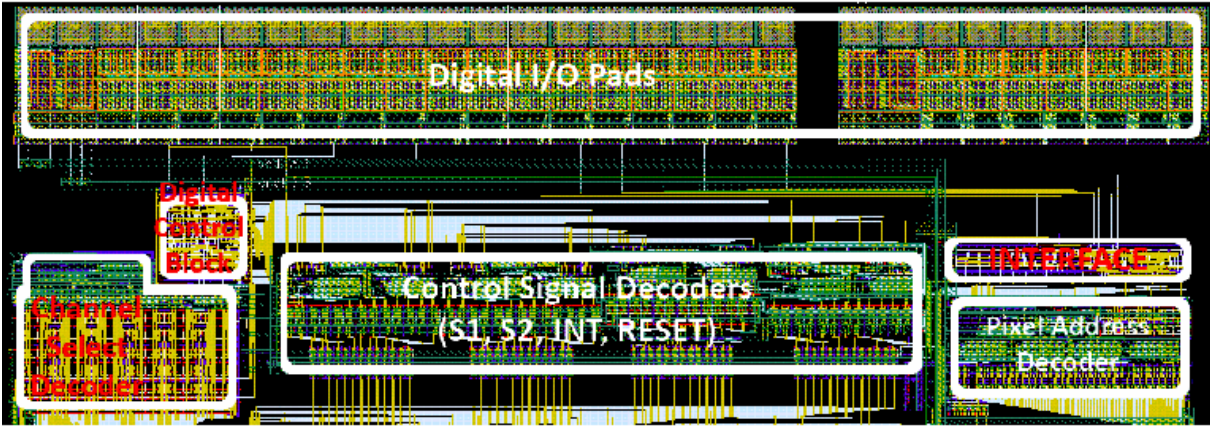 Digital I/O Pads
Digital
Control
Block
Channel
Select
Decoder
Control Signal Decoders
(S1, S2, INT, RESET)
INTERFACE
Pixel Address
Decoder